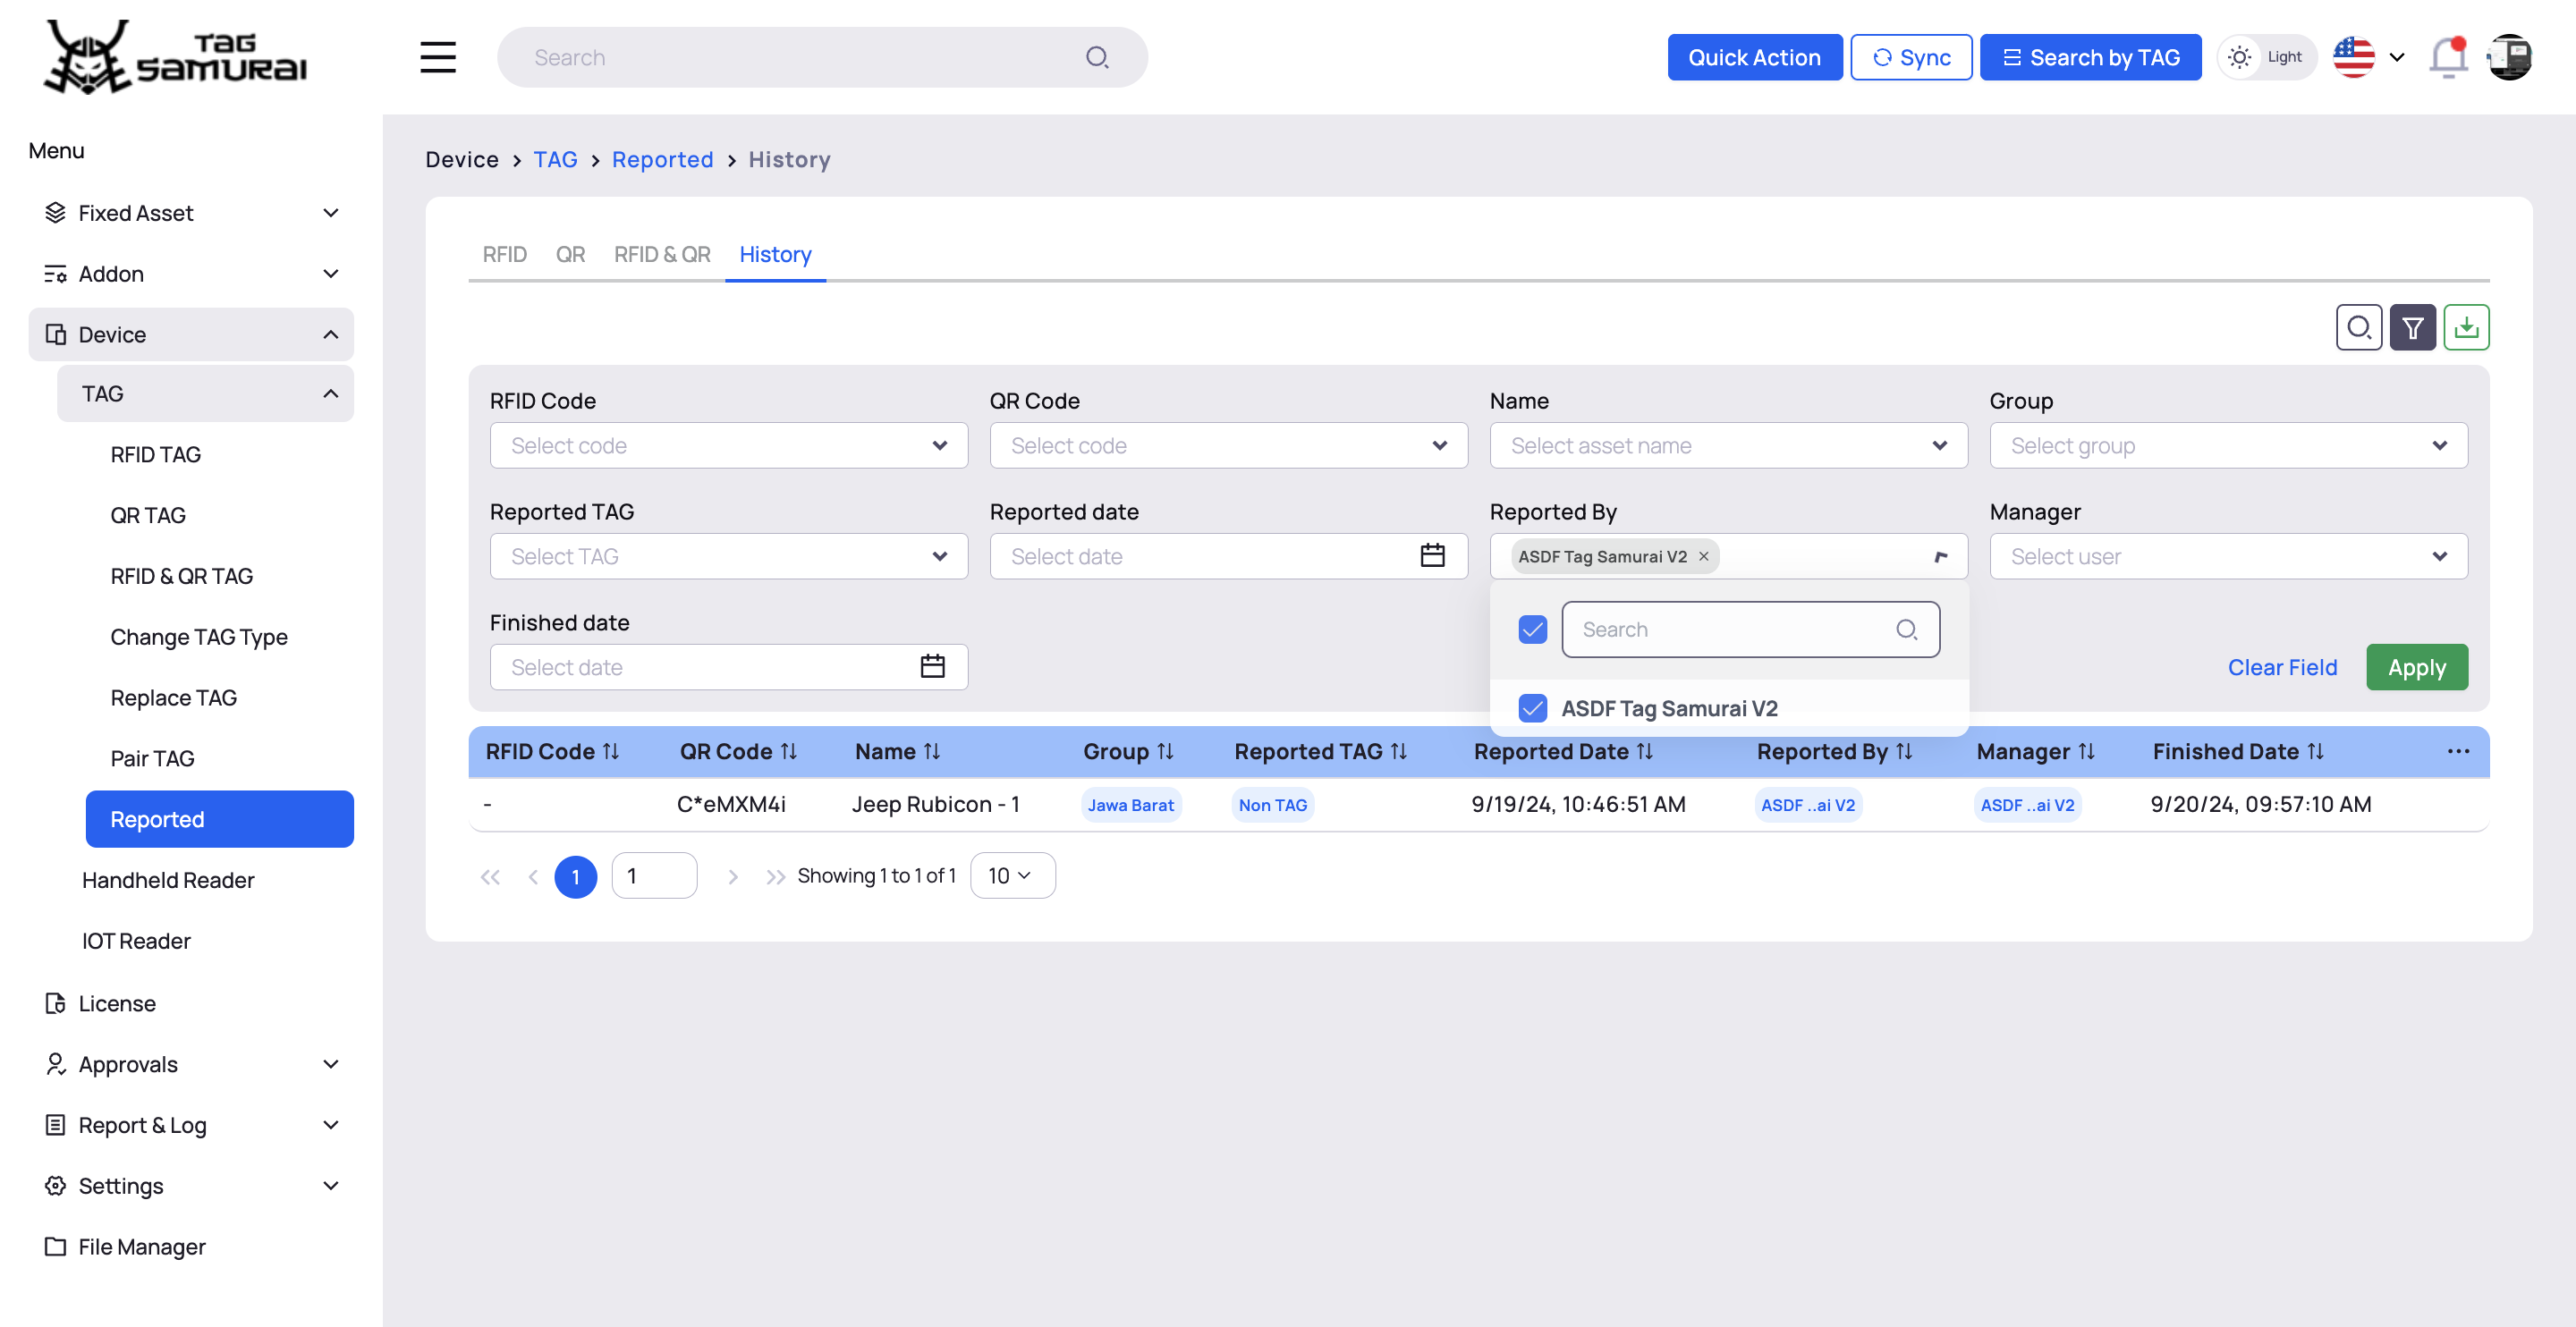 TAG SAMURAI
Search
Quick Action
Sync
Search by TAG
Light
Menu
Fixed Asset
Addon
Device
TAG
RFID TAG
QR TAG
RFID & QR TAG
Change TAG Type
Replace TAG
Pair TAG
Reported
Handheld Reader
IOT Reader
License
Approvals
Report & Log
Settings
File Manager
Device > TAG > Reported > History
RFID QR RFID & QR History
RFID Code QR Code Name Group
Select code Select code Select asset name Select group
Reported TAG Reported date Reported By Manager
Select TAG Select date ASDF Tag Samurai V2 × Select user
Search
ASDF Tag Samurai V2
Finished date
Select date
Clear Field Apply
RFID Code QR Code Name Group Reported TAG Reported Date Reported By Manager Finished Date ...
- C*eMXM4i Jeep Rubicon - 1 Jawa Barat Non TAG 9/19/24, 10:46:51 AM ASDF ..ai V2 ASDF ..ai V2 9/20/24, 09:57:10 AM
1 1 Showing 1 to 1 of 1 10